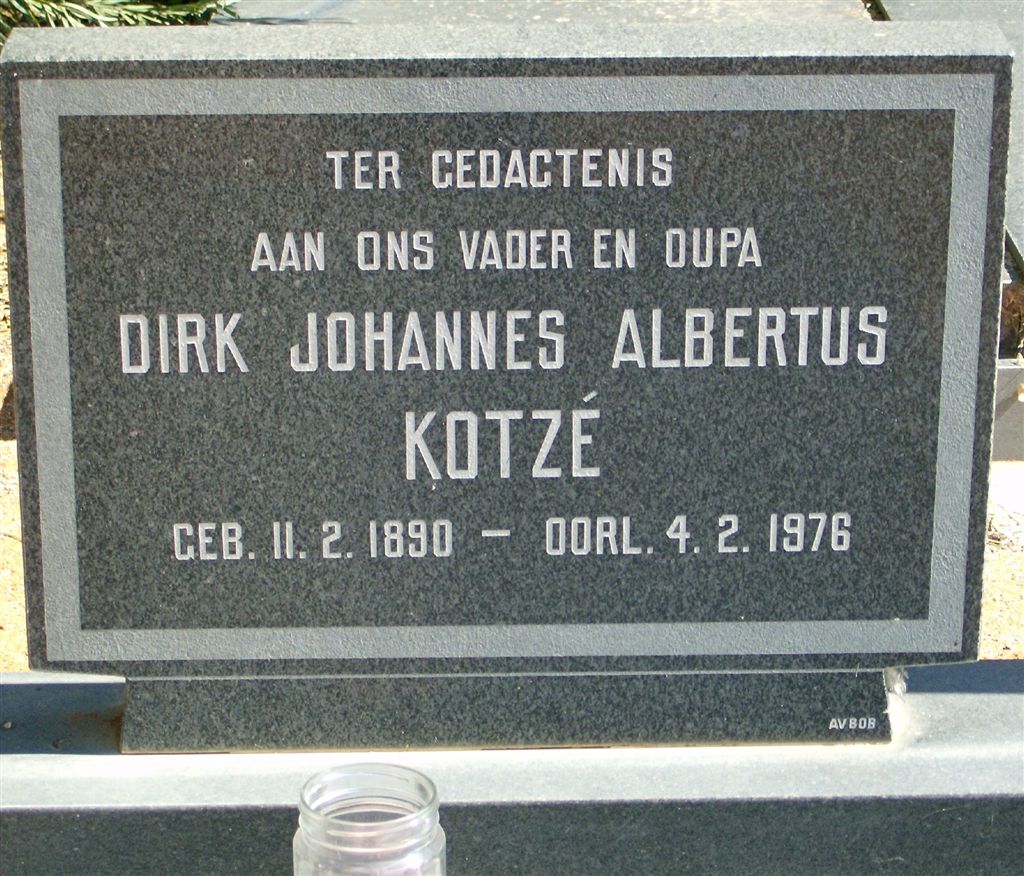 TER GEDACTENIS
AAN ONS VADER EN OUPA
DIRK JOHANNES ALBERTUS
KOTZÉ
GEB. 11. 2. 1890 – OORL. 4. 2. 1976
AVBOB